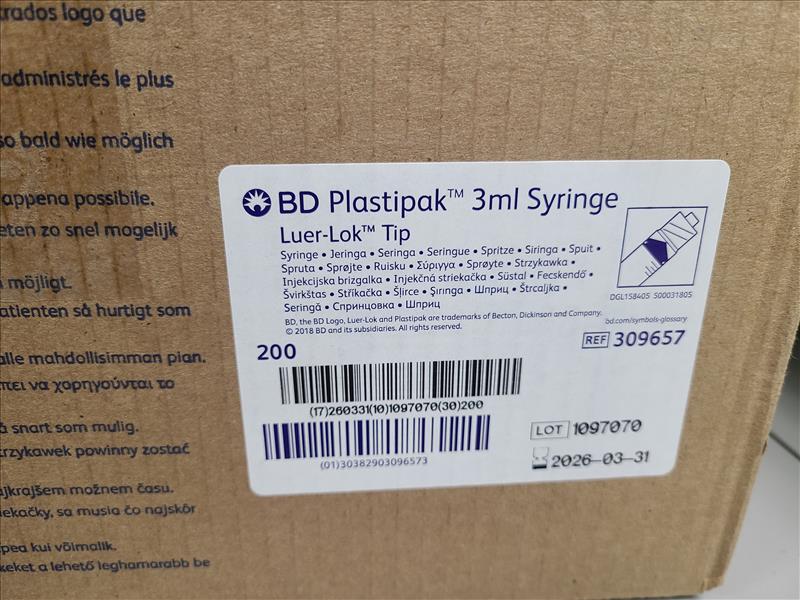 rados logo que
administrés le plus
so bald wie möglich
appena possibile.
eten zo snel mogelijk
möjligt.
atienten så hurtigt som
alle mahdollisimman pian.
πει να χορηγούνται το
å snart som mulig.
rzykawek powinny zostać
ajkrajšem možnem času.
iekačky, sa musia čo najskôr
pea kui võimalik.
keket a lehető leghamarabb be
BD Plastipak™ 3ml Syringe
Luer-Lok™ Tip
Syringe • Jeringa • Seringa • Seringue • Spritze • Siringa • Spuit •
Spruta • Sprøjte • Ruisku • Σύριγγα • Sprøyte • Strzykawka •
Injekcijska brizgalka • Injekčná striekačka • Süstal • Fecskendő •
Švirkštas • Stříkačka • Šļirce • Şırınga • Шприц • Štrcaljka •
Seringă • Спринцовка • Шприц
BD, the BD Logo, Luer-Lok and Plastipak are trademarks of Becton, Dickinson and Company.
© 2018 BD and its subsidiaries. All rights reserved.
DGL158405 500031805
bd.com/symbols-glossary
REF 309657
200
(17)260331(10)1097070(30)200
(01)30382903096573
LOT 1097070
2026-03-31